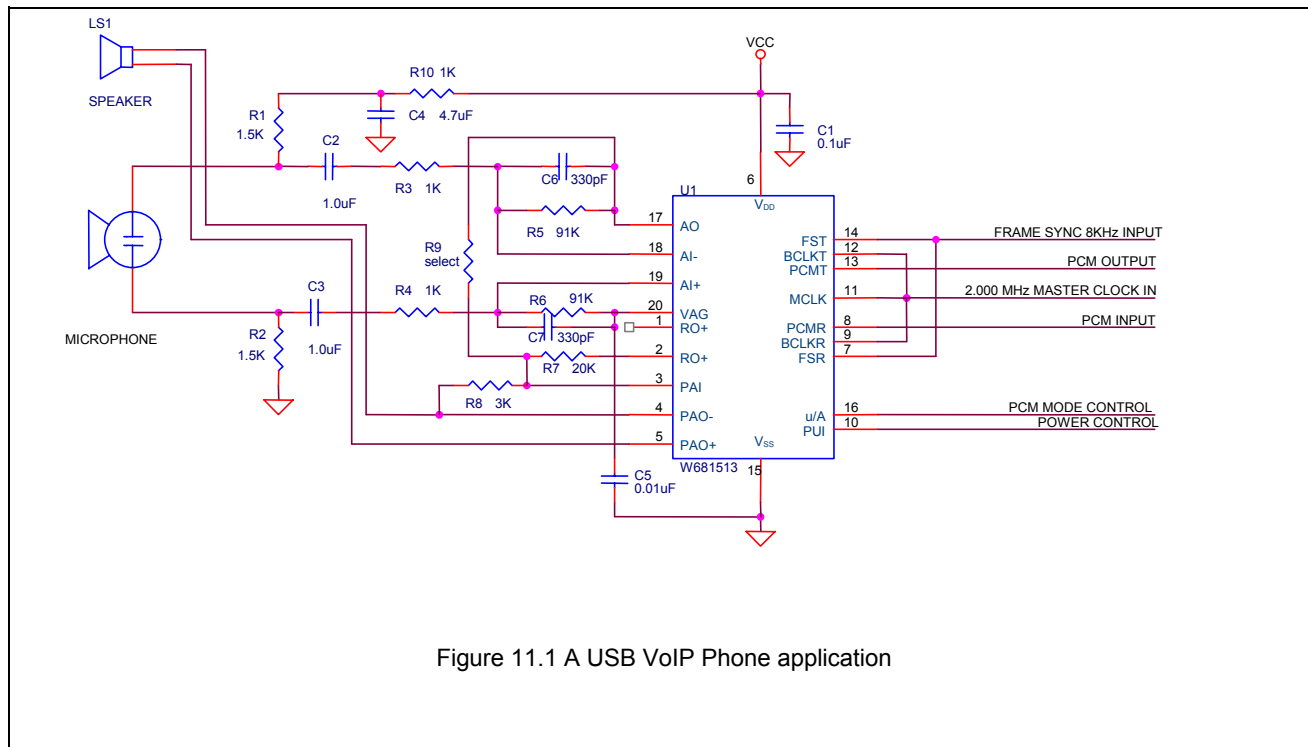 LS1
SPEAKER
VCC
R10 1K
C4 4.7uF
R1
1.5K
C1
0.1uF
C2
1.0uF
R3 1K
C6 330pF
R5 91K
R9
select
MICROPHONE
C3
1.0uF
R4 1K
R2
1.5K
R6 91K
C7 330pF
R7 20K
R8 3K
C5
0.01uF
U1
6
VDD
17 AO
18 AI-
19 AI+
20 VAG
1 RO+
2 RO+
3 PAI
4 PAO-
5 PAO+
VSS
15
W681513
FST 14 FRAME SYNC 8KHz INPUT
BCLKT 12
PCMT 13 PCM OUTPUT
MCLK 11 2.000 MHz MASTER CLOCK IN
PCMR 8 PCM INPUT
BCLKR 9
FSR 7
u/A 16 PCM MODE CONTROL
PUI 10 POWER CONTROL
Figure 11.1 A USB VoIP Phone application